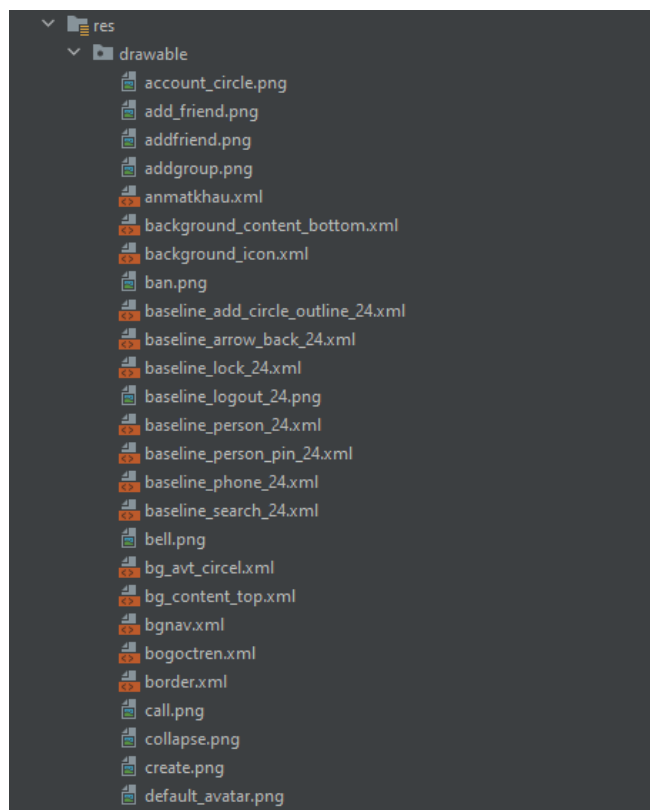 res
drawable
account_circle.png
add_friend.png
addfriend.png
addgroup.png
anmatkhau.xml
background_content_bottom.xml
background_icon.xml
ban.png
baseline_add_circle_outline_24.xml
baseline_arrow_back_24.xml
baseline_lock_24.xml
baseline_logout_24.png
baseline_person_24.xml
baseline_person_pin_24.xml
baseline_phone_24.xml
baseline_search_24.xml
bell.png
bg_avt_circel.xml
bg_content_top.xml
bgnav.xml
bogoctren.xml
border.xml
call.png
collapse.png
create.png
default_avatar.png